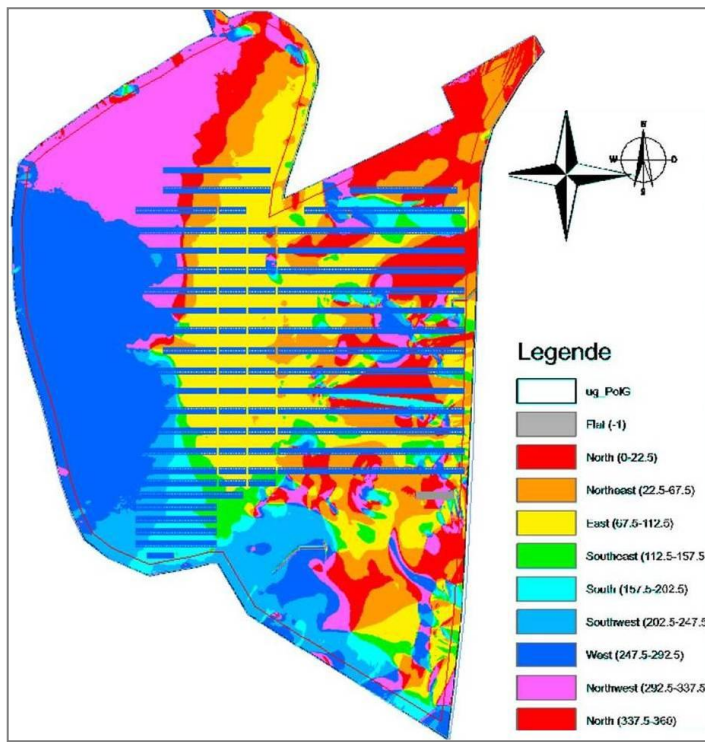 N
W O
S
Legende
ug_PolG
Flat (-1)
North (0-22.5)
Northeast (22.5-67.5)
East (67.5-112.5)
Southeast (112.5-157.5
South (157.5-202.5)
Southwest (202.5-247.5
West (247.5-292.5)
Northwest (292.5-337.5
North (337.5-360)